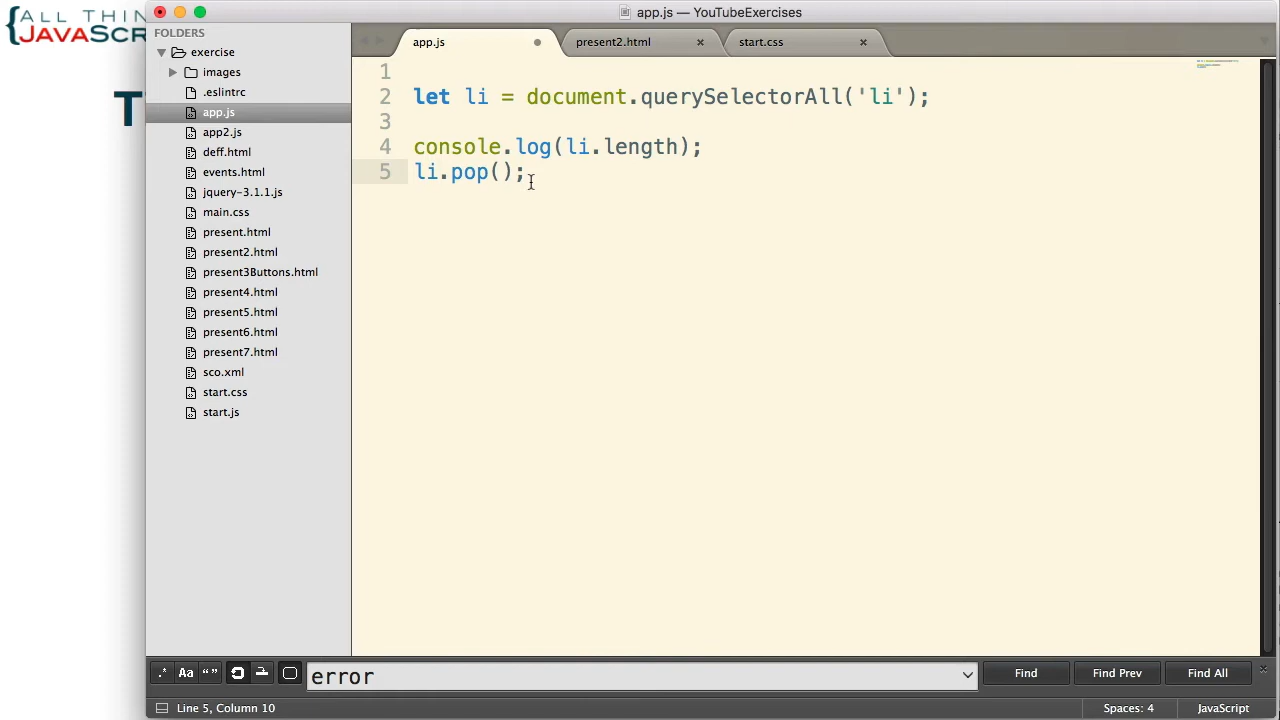 {ALL THIN
JAVASCR
T
app.js — YouTubeExercises
FOLDERS
exercise
images
.eslintrc
app.js
app2.js
deff.html
events.html
jquery-3.1.1.js
main.css
present.html
present2.html
present3Buttons.html
present4.html
present5.html
present6.html
present7.html
sco.xml
start.css
start.js
app.js present2.html start.css
1
2 let li = document.querySelectorAll('li');
3
4 console.log(li.length);
5 li.pop();
.* Aa “” error Find Find Prev Find All
Line 5, Column 10 Spaces: 4 JavaScript